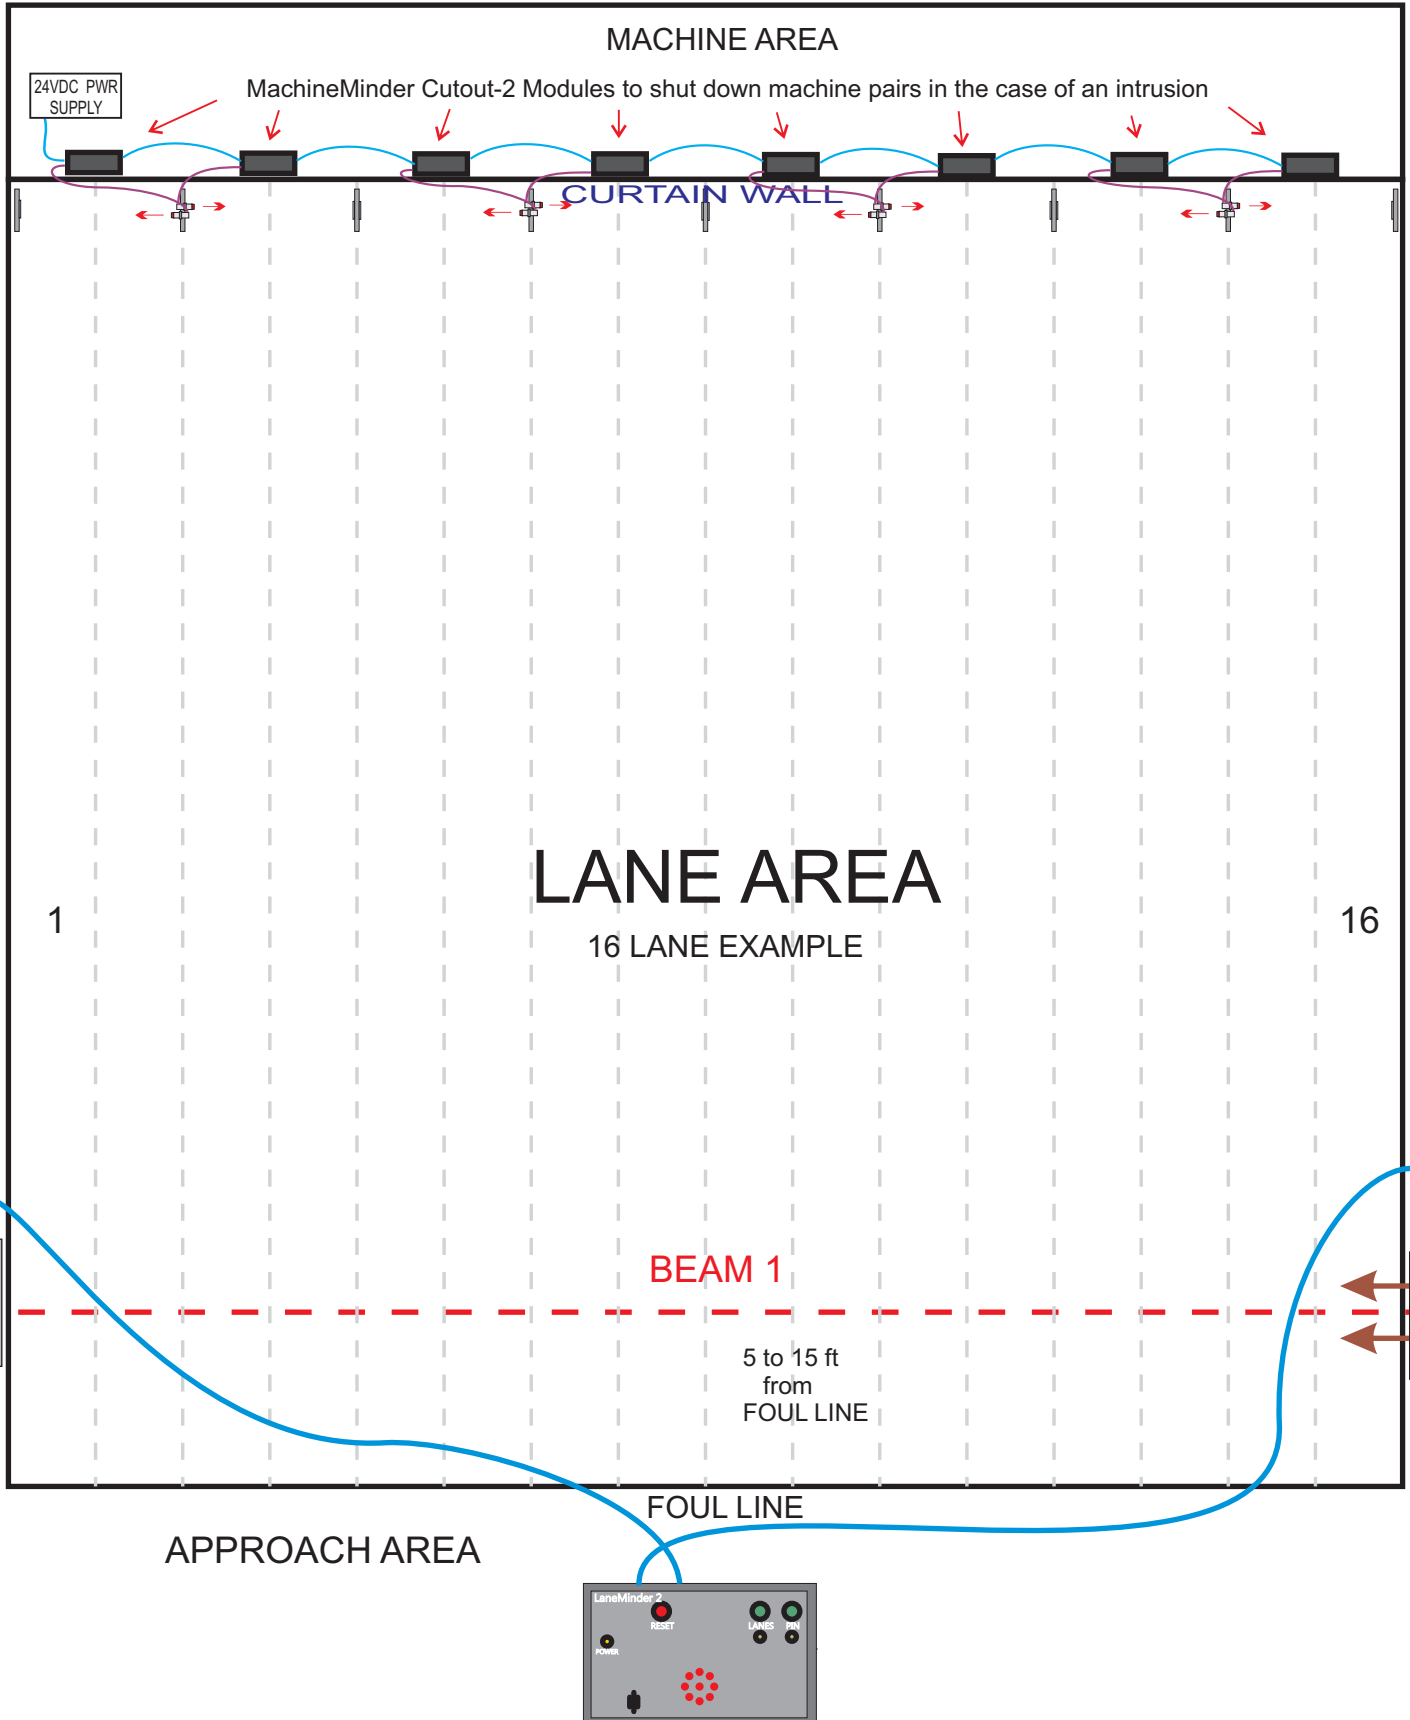 MACHINE AREA
24VDC PWR
SUPPLY
MachineMinder Cutout-2 Modules to shut down machine pairs in the case of an intrusion
CURTAIN WALL
LANE AREA
1
16
16 LANE EXAMPLE
BEAM 1
5 to 15 ft
from
FOUL LINE
FOUL LINE
APPROACH AREA
LaneMinder 2
RESET
LANES
PIN
POWER